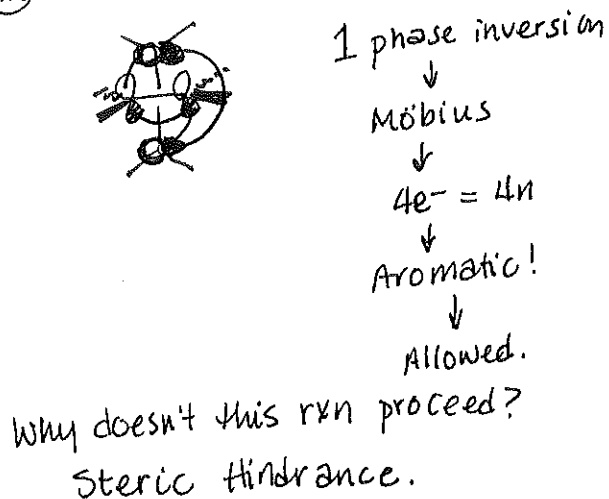 1 phase inversion
↓
Möbius
↓
4e⁻ = 4n
↓
Aromatic!
↓
Allowed.
Why doesn't this rxn proceed?
Steric Hindrance.